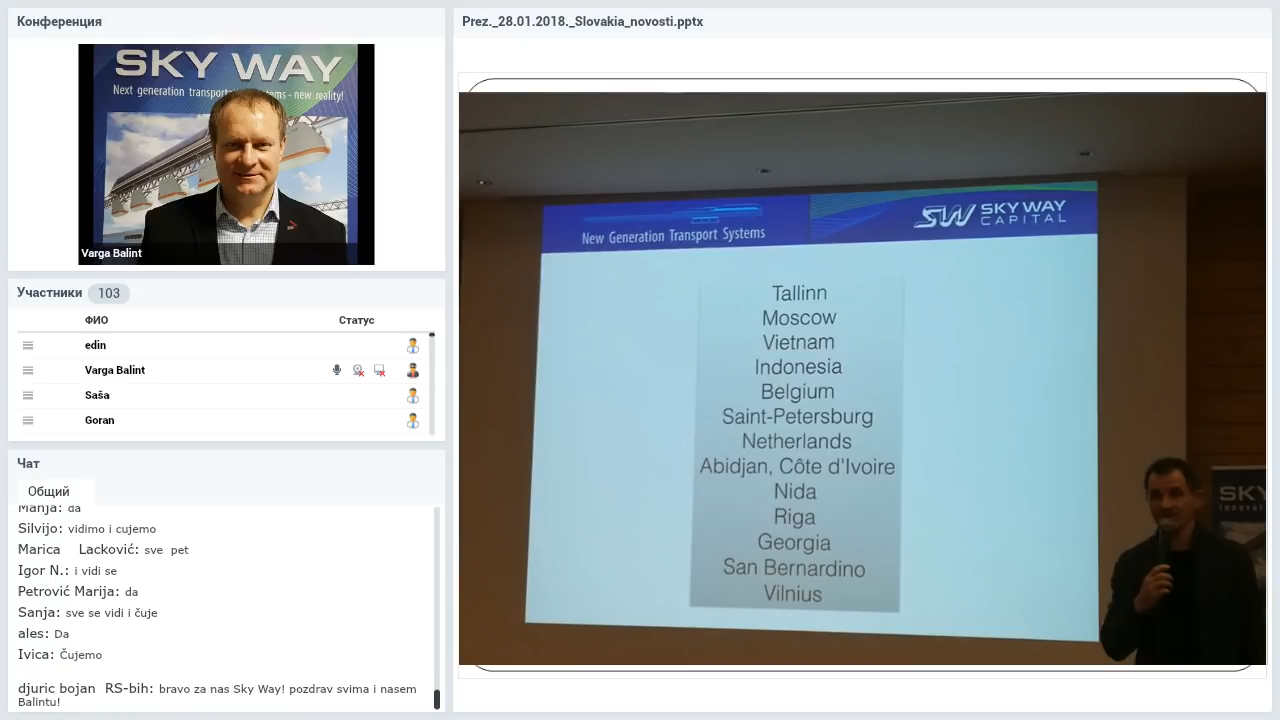 Конференция
SKY WAY
Next generation
new reality!
Varga Balint
Участники 103
ФИО Статус
edin
Varga Balint
Saša
Goran
Чат
Общий
Manja: da
Silvijo: vidimo i cujemo
Marica Lacković: sve pet
Igor N.: i vidi se
Petrović Marija: da
Sanja: sve se vidi i čuje
ales: Da
Ivica: Čujemo
djuric bojan RS-bih: bravo za nas Sky Way! pozdrav svima i nasem
Balintu!
Prez._28.01.2018._Slovakia_novosti.pptx
New Generation Transport Systems
SW SKY WAY
CAPITAL
Tallinn
Moscow
Vietnam
Indonesia
Belgium
Saint-Petersburg
Netherlands
Abidjan, Côte d'Ivoire
Nida
Riga
Georgia
San Bernardino
Vilnius
SKY